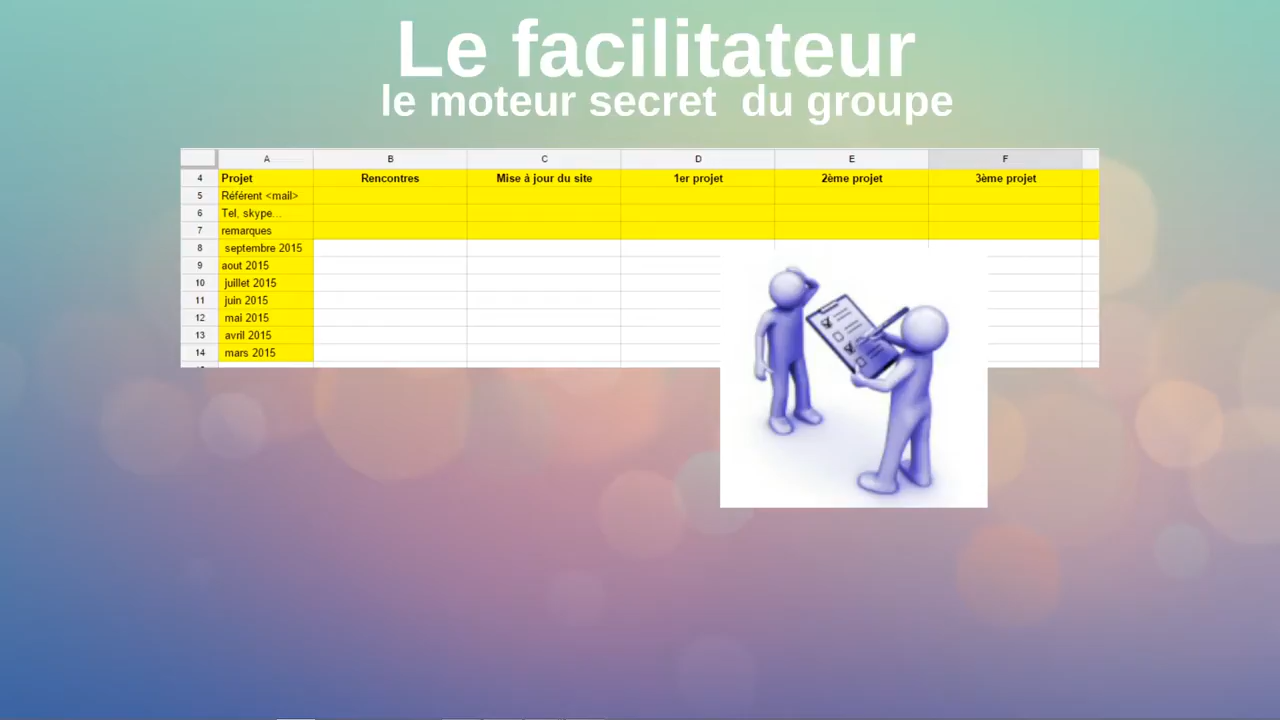 Le facilitateur
le moteur secret du groupe
A B C D E F
4 Projet Rencontres Mise à jour du site 1er projet 2ème projet 3ème projet
5 Référent <mail>
6 Tel, skype...
7 remarques
8 septembre 2015
9 aout 2015
10 juillet 2015
11 juin 2015
12 mai 2015
13 avril 2015
14 mars 2015